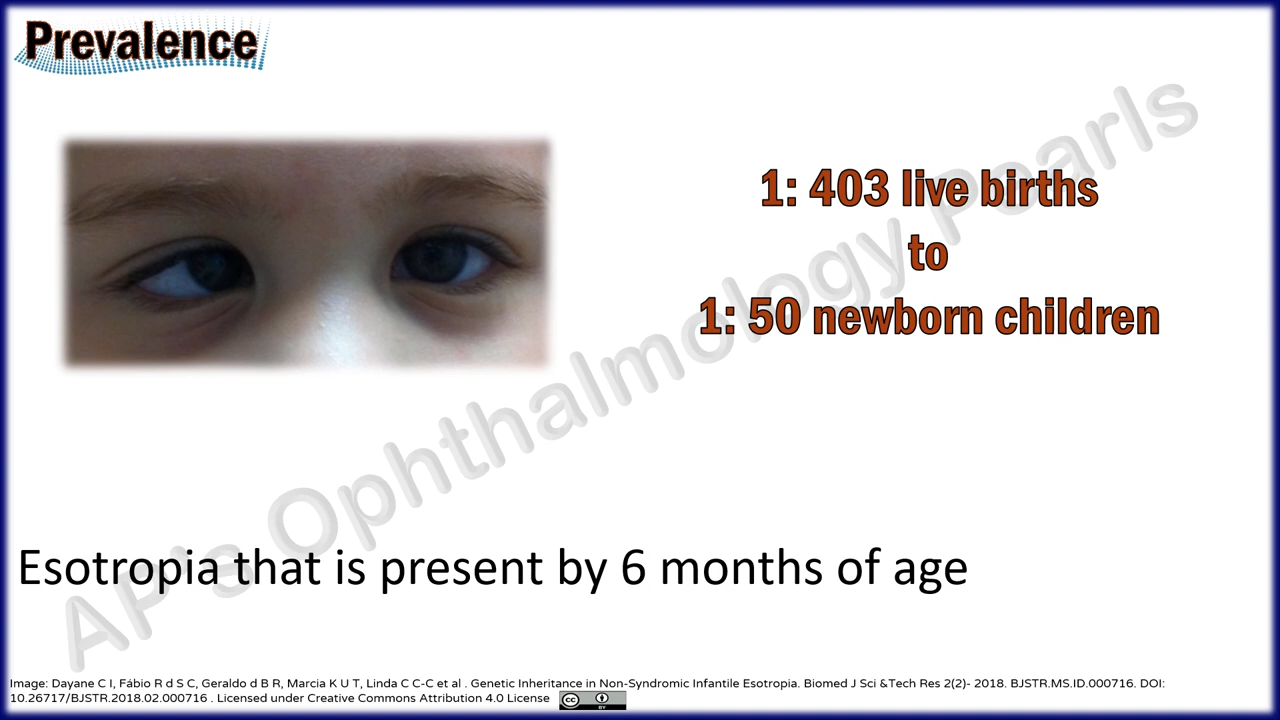 Prevalence
1: 403 live births
to
1: 50 newborn children
AP's Ophthalmology Pearls
Esotropia that is present by 6 months of age
Image: Dayane C I, Fábio R d S C, Geraldo d B R, Marcia K U T, Linda C C-C et al . Genetic Inheritance in Non-Syndromic Infantile Esotropia. Biomed J Sci &Tech Res 2(2)- 2018. BJSTR.MS.ID.000716. DOI:
10.26717/BJSTR.2018.02.000716 . Licensed under Creative Commons Attribution 4.0 License
cc BY